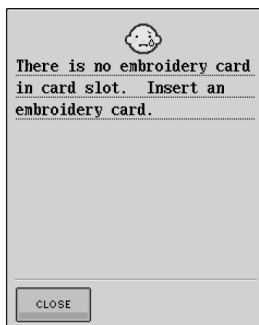 There is no embroidery card
in card slot.  Insert an
embroidery card.
CLOSE